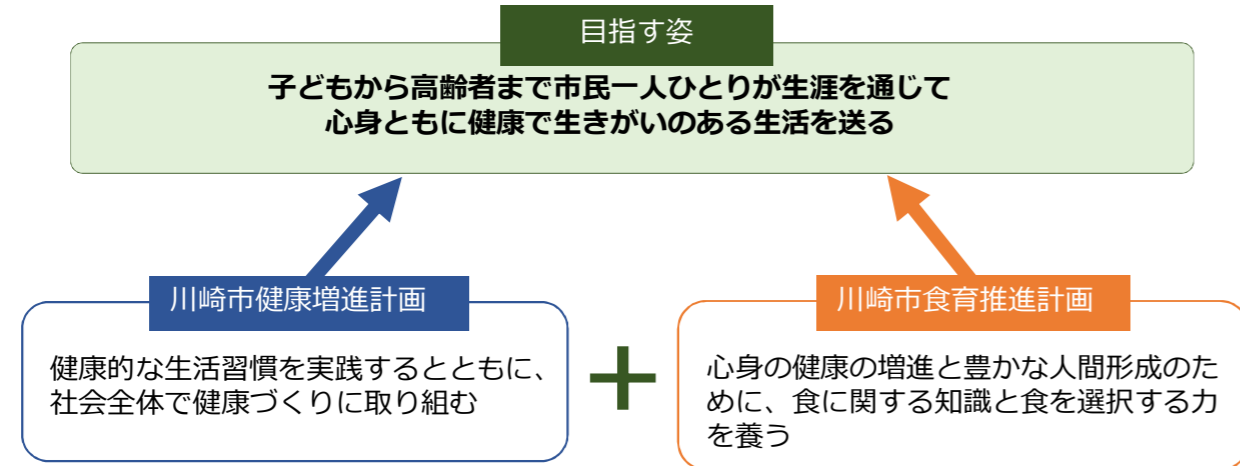 目指す姿
子どもから高齢者まで市民一人ひとりが生涯を通じて
心身ともに健康で生きがいのある生活を送る
川崎市健康増進計画
健康的な生活習慣を実践するとともに、
社会全体で健康づくりに取り組む
+
川崎市食育推進計画
心身の健康の増進と豊かな人間形成のた
めに、食に関する知識と食を選択する力
を養う